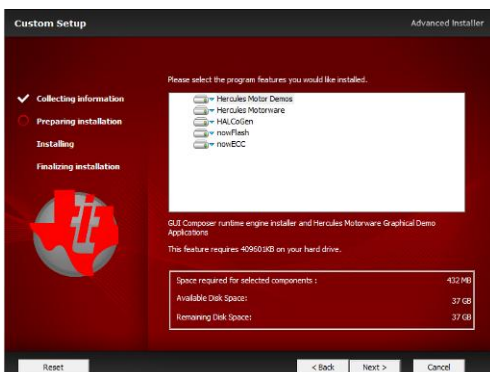 Custom Setup
Advanced Installer
Please select the program features you would like installed.
Collecting information
Preparing installation
Installing
Finalizing installation
Hercules Motor Demos
Hercules Motorware
HALCoGen
nowFlash
nowECC
GUI Composer runtime engine installer and Hercules Motorware Graphical Demo
Applications
This feature requires 409601KB on your hard drive.
Space required for selected components : 432 MB
Available Disk Space: 37 GB
Remaining Disk Space: 37 GB
Reset
< Back
Next >
Cancel